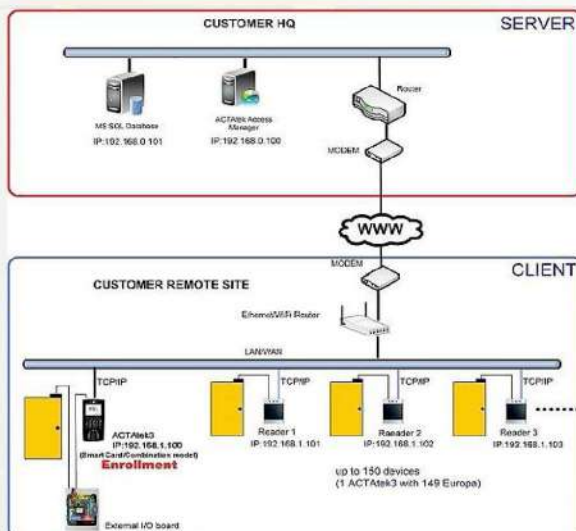 CUSTOMER HQ
SERVER
MS SQL Database
IP:192.168.0.101
ACTAtek Access
Manager
IP:192.168.0.100
Router
MODEM
WWW
MODEM
CLIENT
CUSTOMER REMOTE SITE
Ethernet/WiFi Router
LAN/WAN
TCP/IP
TCP/IP
TCP/IP
TCP/IP
ACTAtek3
IP:192.168.1.100
(Smart Card/Combination model)
Enrollment
Reader 1
IP:192.168.1.101
Raeader 2
IP:192.168.1.102
Reader 3
IP:192.168.1.103
up to 150 devices
(1 ACTAtek3 with 149 Europa)
External I/O board